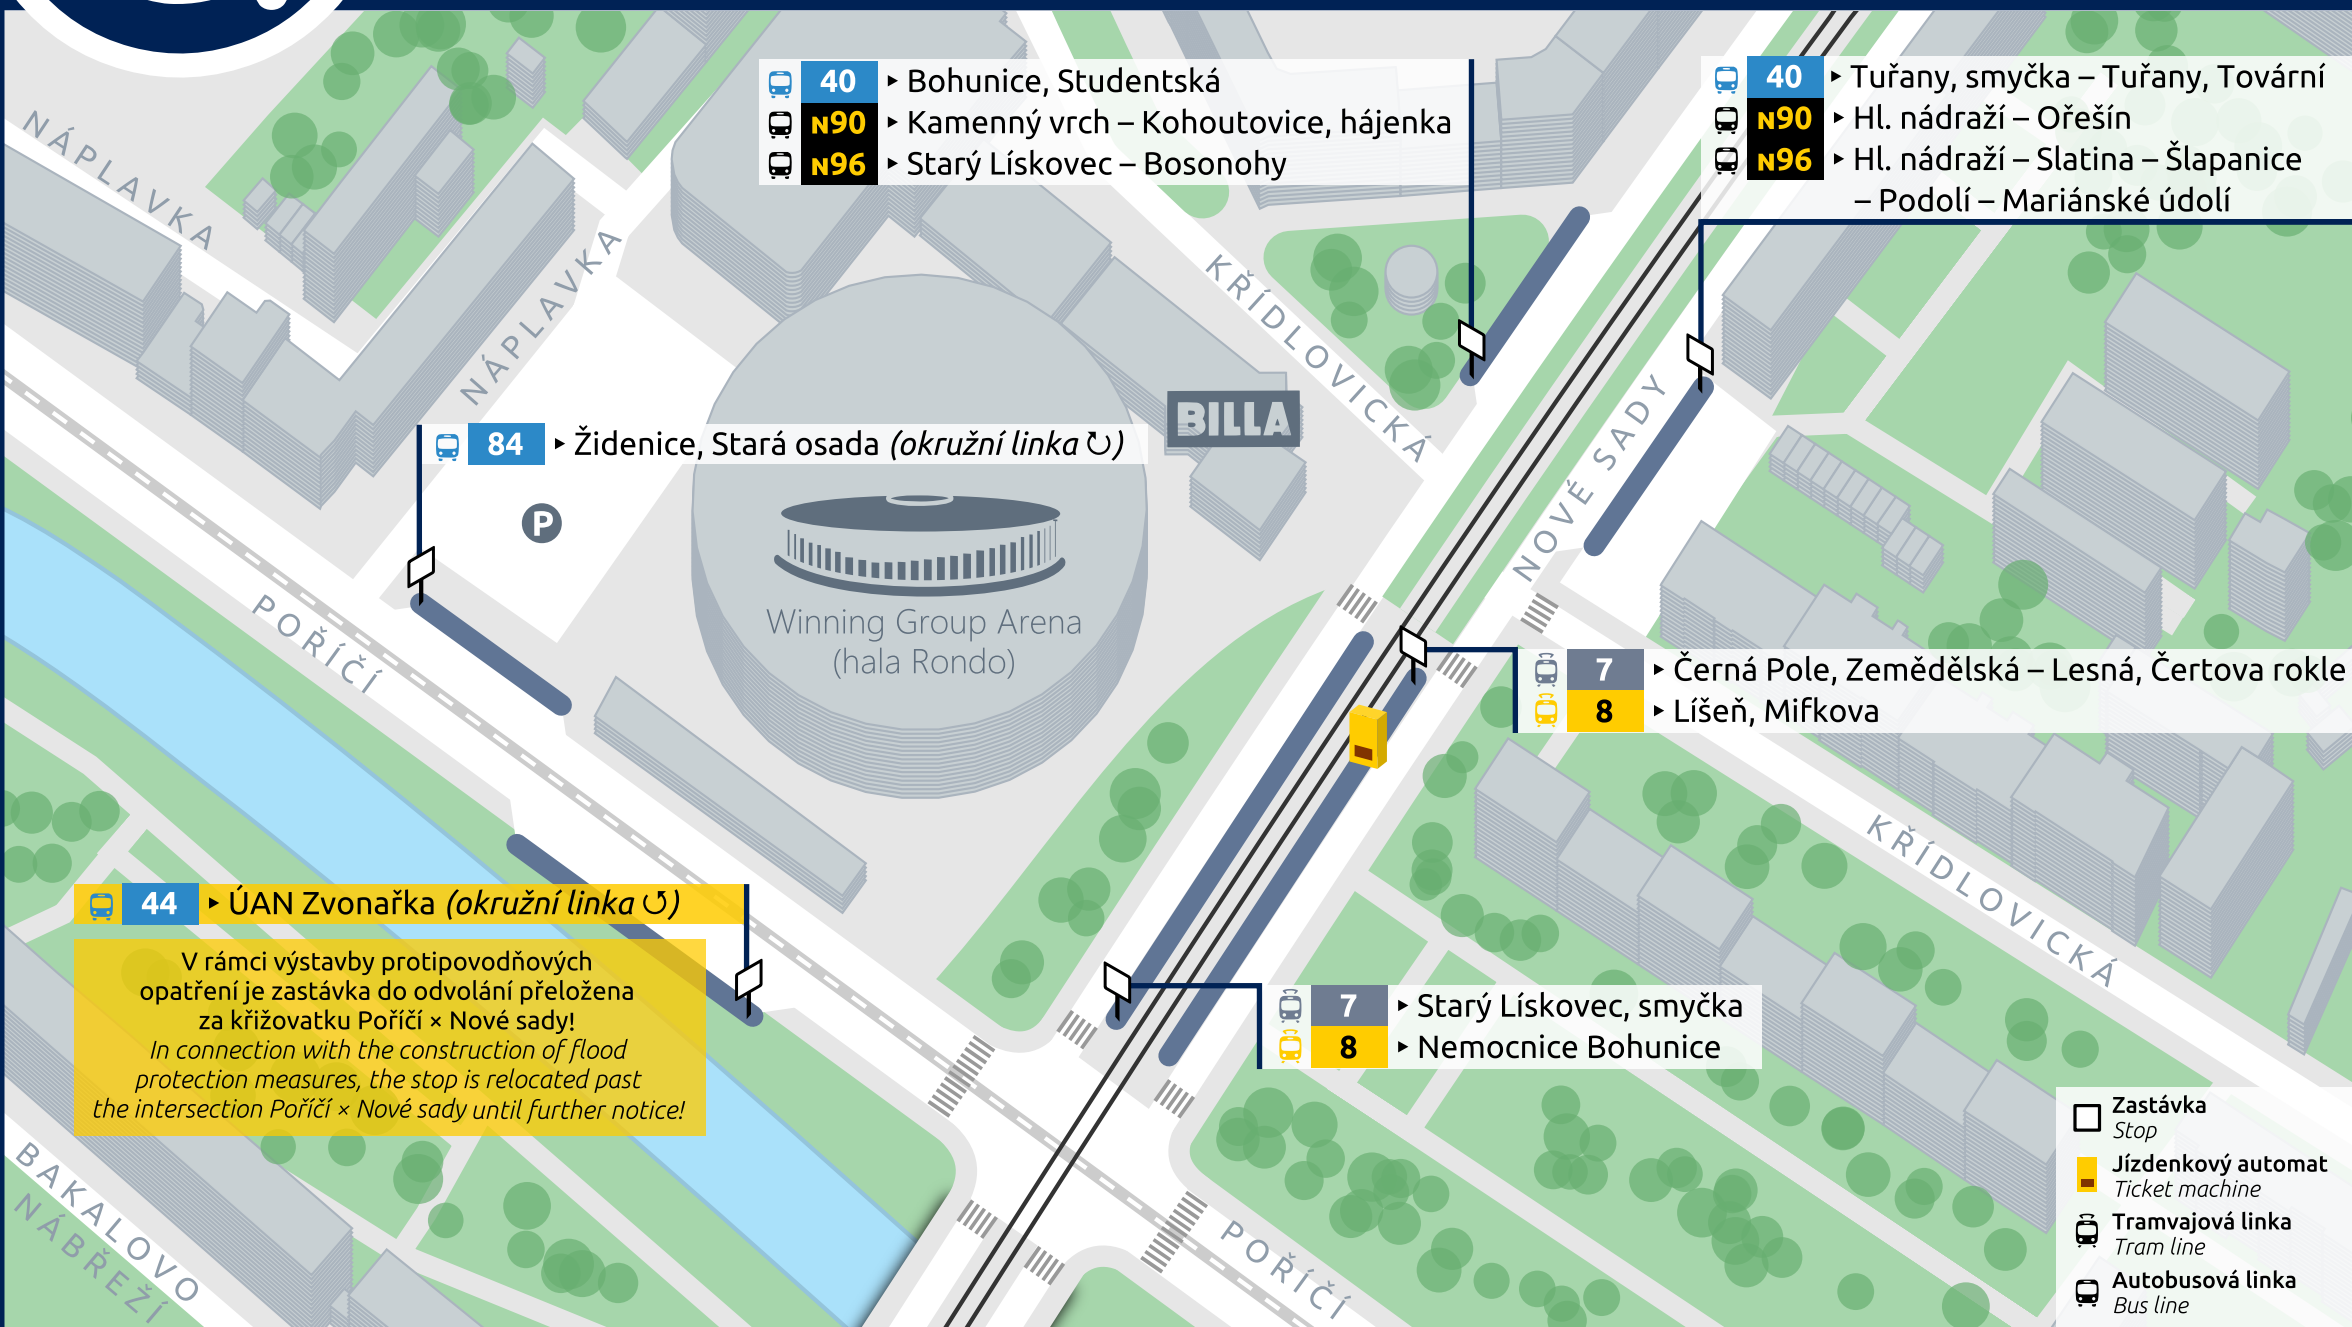 40 ▸ Bohunice, Studentská
N90 ▸ Kamenný vrch – Kohoutovice, hájenka
N96 ▸ Starý Lískovec – Bosonohy
40 ▸ Tuřany, smyčka – Tuřany, Tovární
N90 ▸ Hl. nádraží – Ořešín
N96 ▸ Hl. nádraží – Slatina – Šlapanice
– Podolí – Mariánské údolí
NÁPLAVKA
NÁPLAVKA
KŘÍDLOVICKÁ
BILLA
NOVÉ SADY
84 ▸ Židenice, Stará osada (okružní linka ↻)
P
POŘÍČÍ
Winning Group Arena
(hala Rondo)
7 ▸ Černá Pole, Zemědělská – Lesná, Čertova rokle
8 ▸ Líšeň, Mifkova
KŘÍDLOVICKÁ
44 ▸ ÚAN Zvonařka (okružní linka ↺)
V rámci výstavby protipovodňových
opatření je zastávka do odvolání přeložena
za křižovatku Poříčí × Nové sady!
In connection with the construction of flood
protection measures, the stop is relocated past
the intersection Poříčí × Nové sady until further notice!
7 ▸ Starý Lískovec, smyčka
8 ▸ Nemocnice Bohunice
BAKALOVO
NÁBŘEŽÍ
POŘÍČÍ
Zastávka
Stop
Jízdenkový automat
Ticket machine
Tramvajová linka
Tram line
Autobusová linka
Bus line